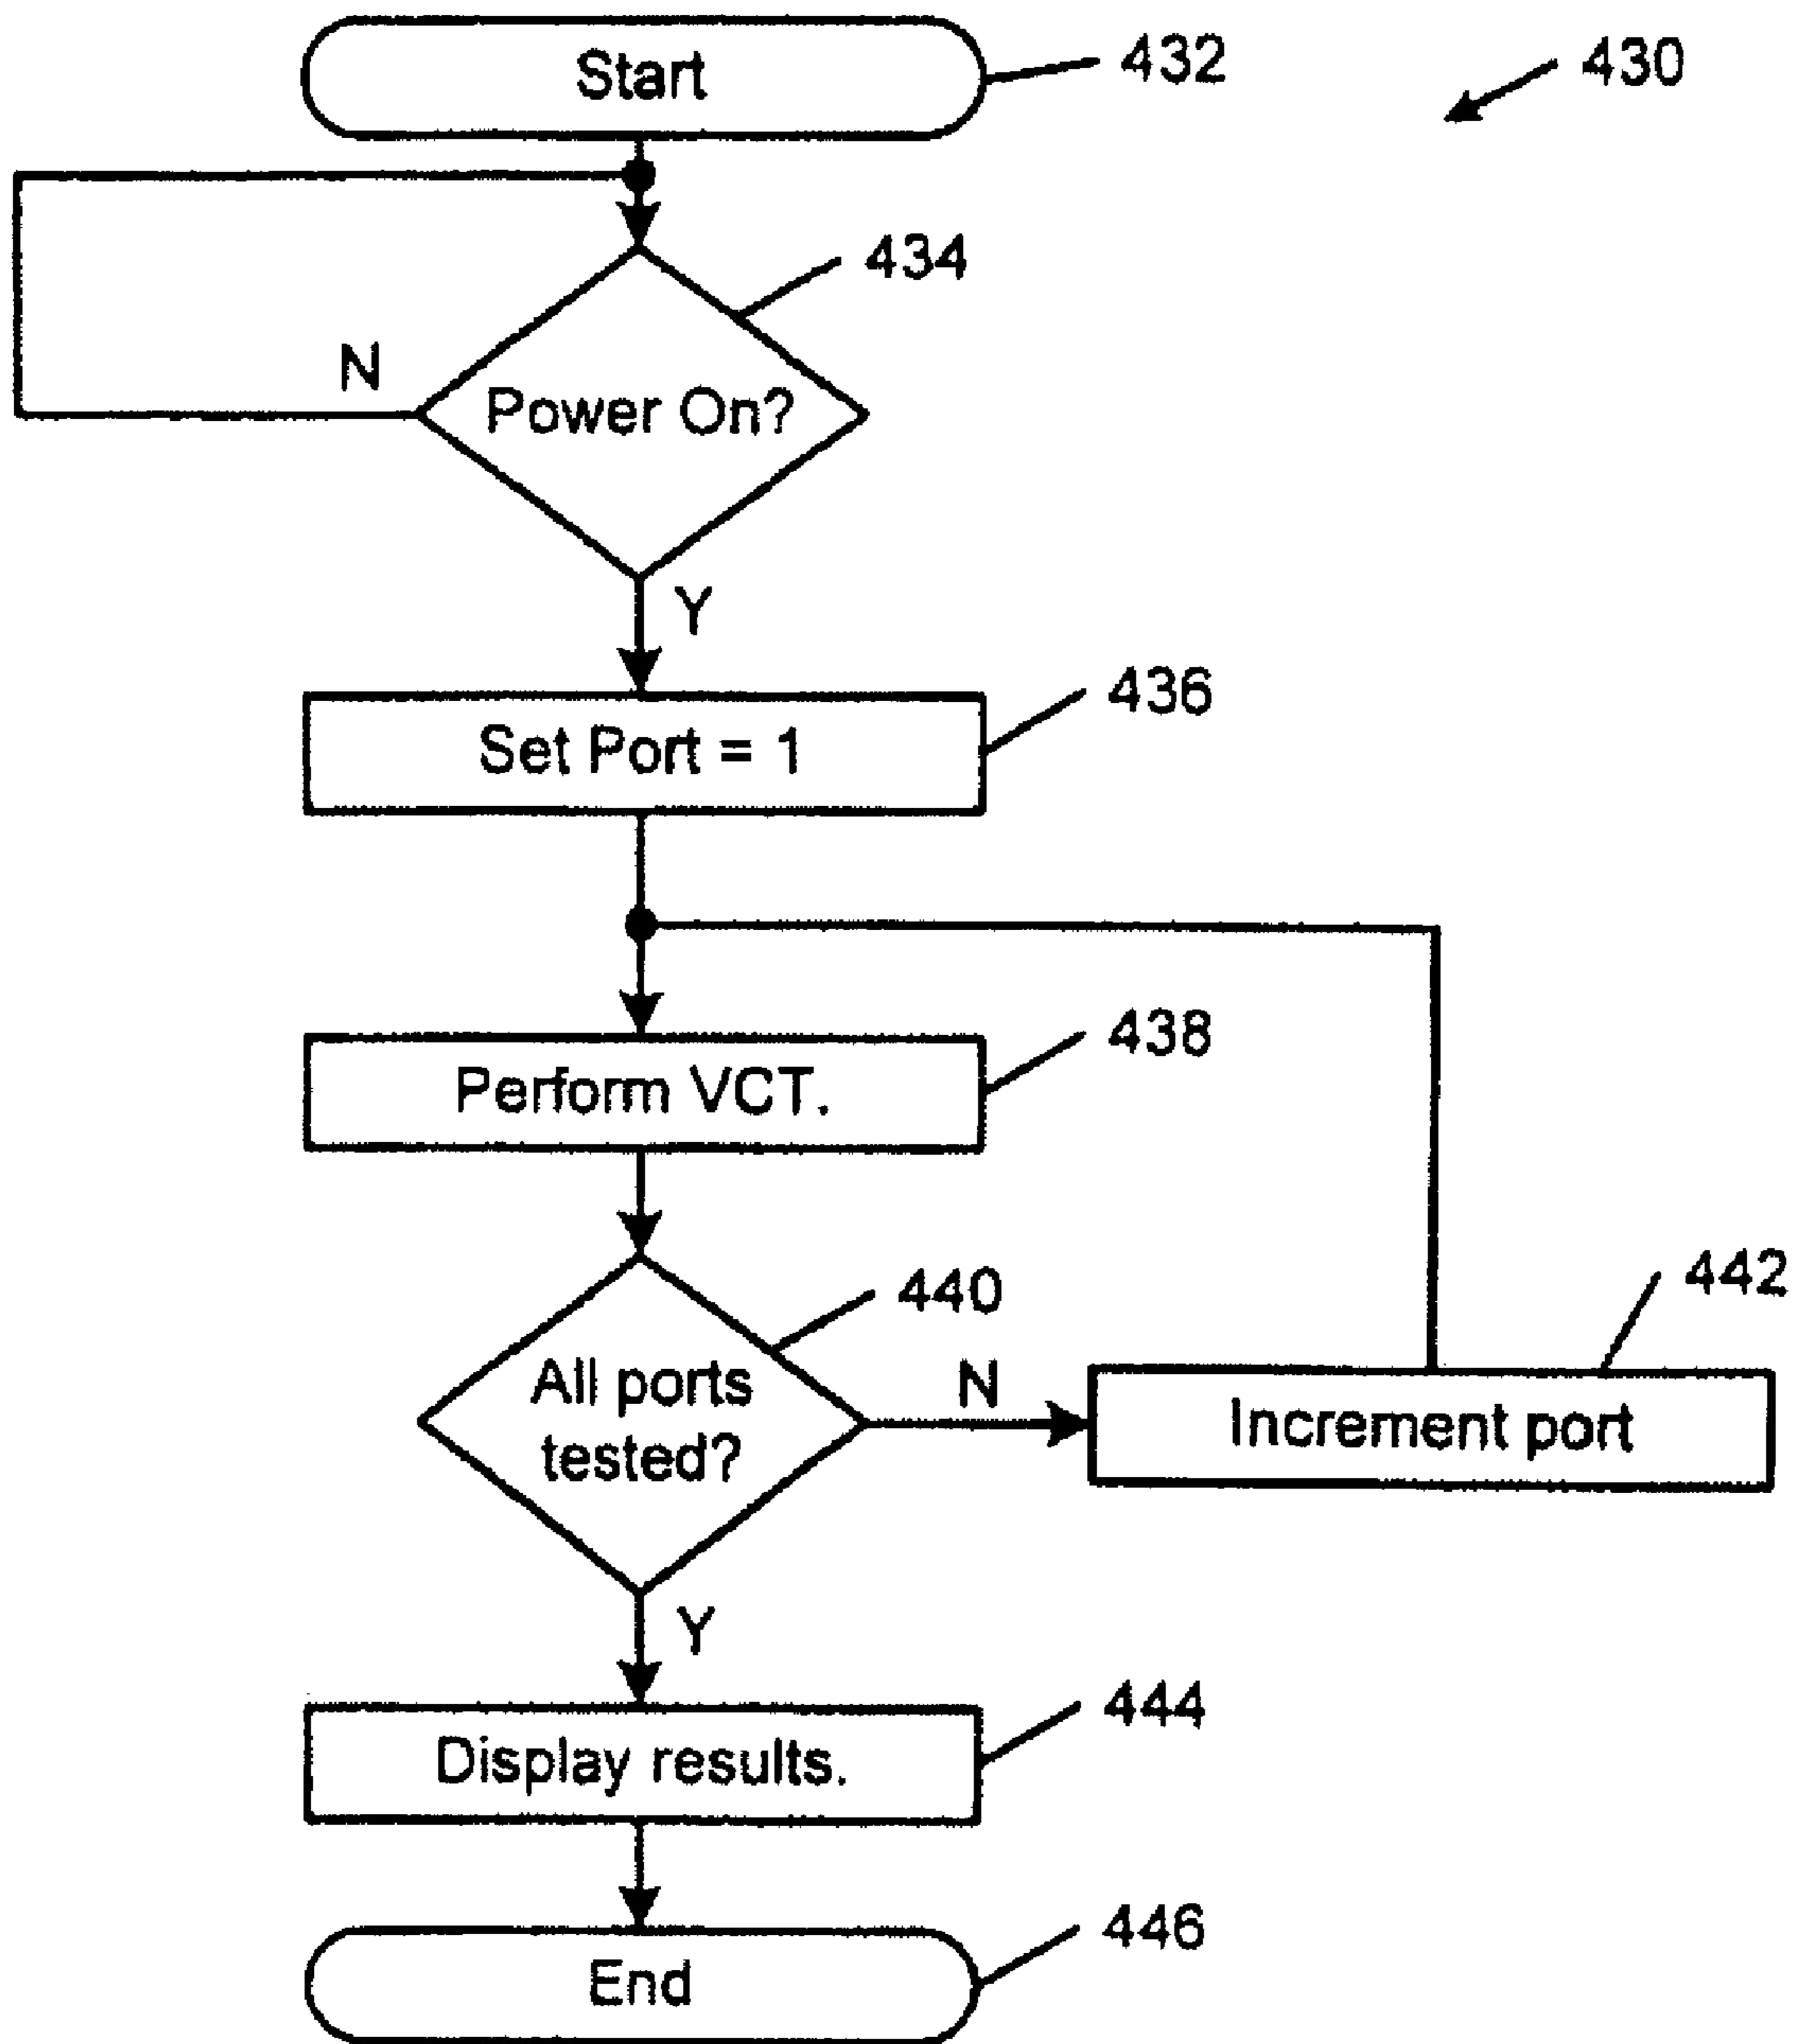 Start
432
430
434
N
Power On?
Y
436
Set Port = 1
438
Perform VCT.
440
442
All ports
tested?
N
Increment port
Y
444
Display results.
446
End